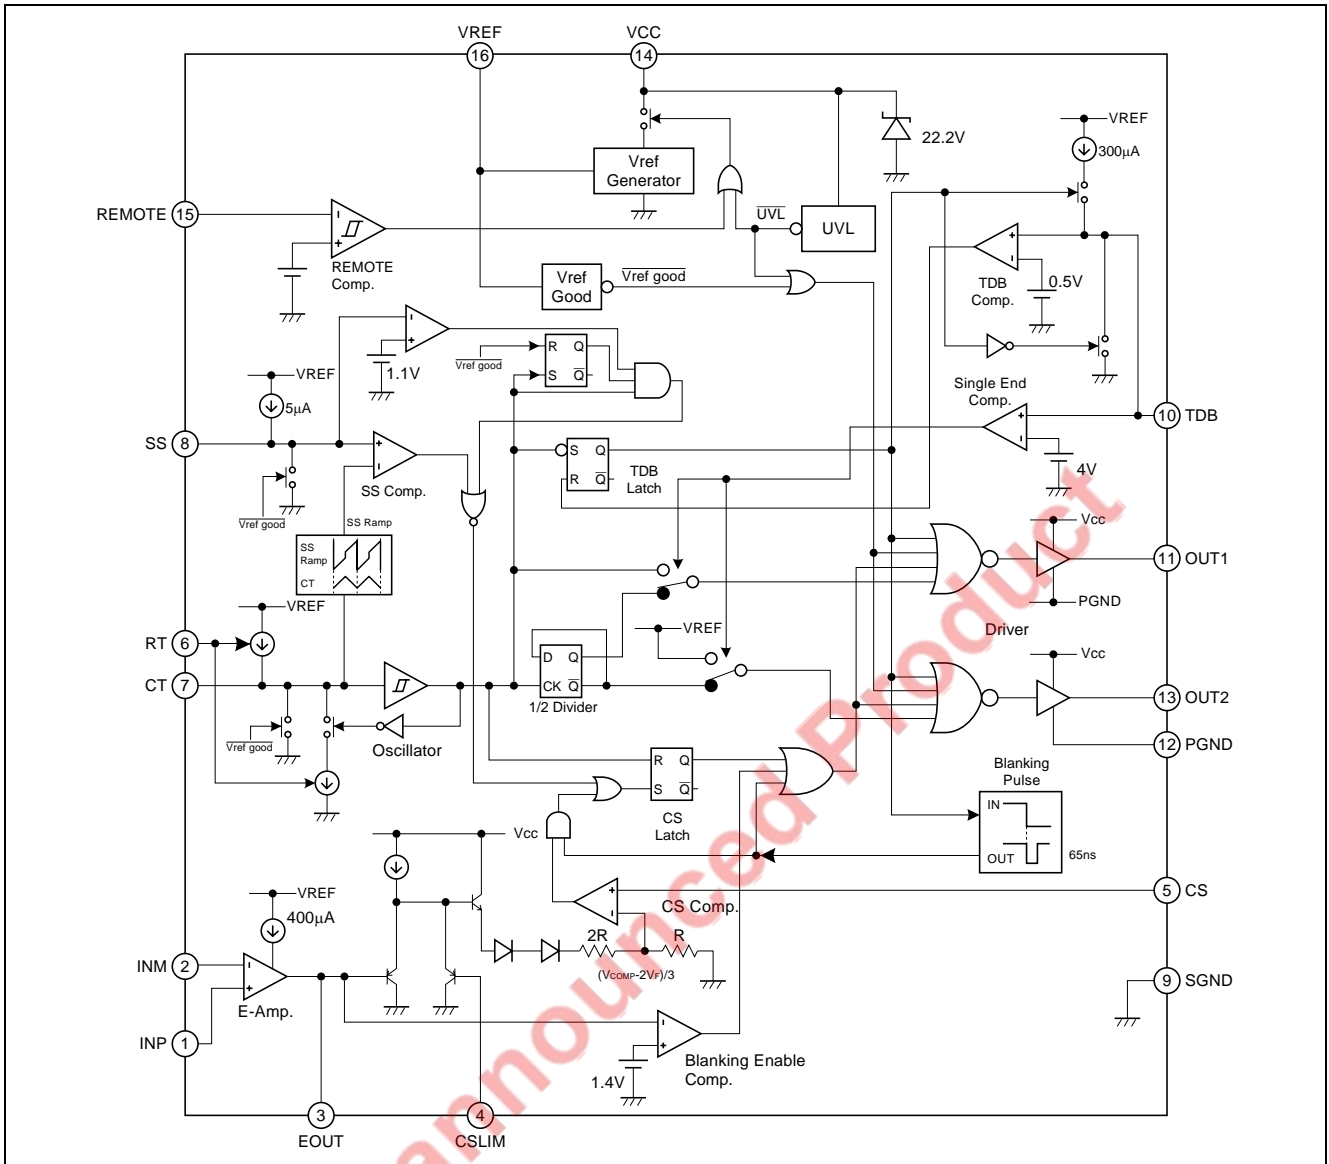 VREF
16
VCC
14
22.2V
VREF
300μA
Vref
Generator
REMOTE
15
REMOTE
Comp.
UVL
UVL
TDB
Comp.
0.5V
Vref
Good
Vref good
1.1V
Vref good
R Q
S Q
VREF
5μA
Single End
Comp.
4V
10
TDB
SS
8
SS Comp.
Vref good
S Q
R Q
TDB
Latch
SS Ramp
SS
Ramp
CT
Vcc
11
OUT1
PGND
Driver
VREF
RT
6
VREF
CT
7
D Q
CK Q
1/2 Divider
Vcc
13
OUT2
12
PGND
Vref good
Oscillator
R Q
S Q
CS
Latch
Blanking
Pulse
IN
OUT
65ns
Vcc
CS Comp.
5
CS
VREF
400μA
2R
R
(VCOMP-2VF)/3
INM
2
E-Amp.
9
SGND
INP
1
1.4V
Blanking Enable
Comp.
3
EOUT
4
CSLIM
announced Product